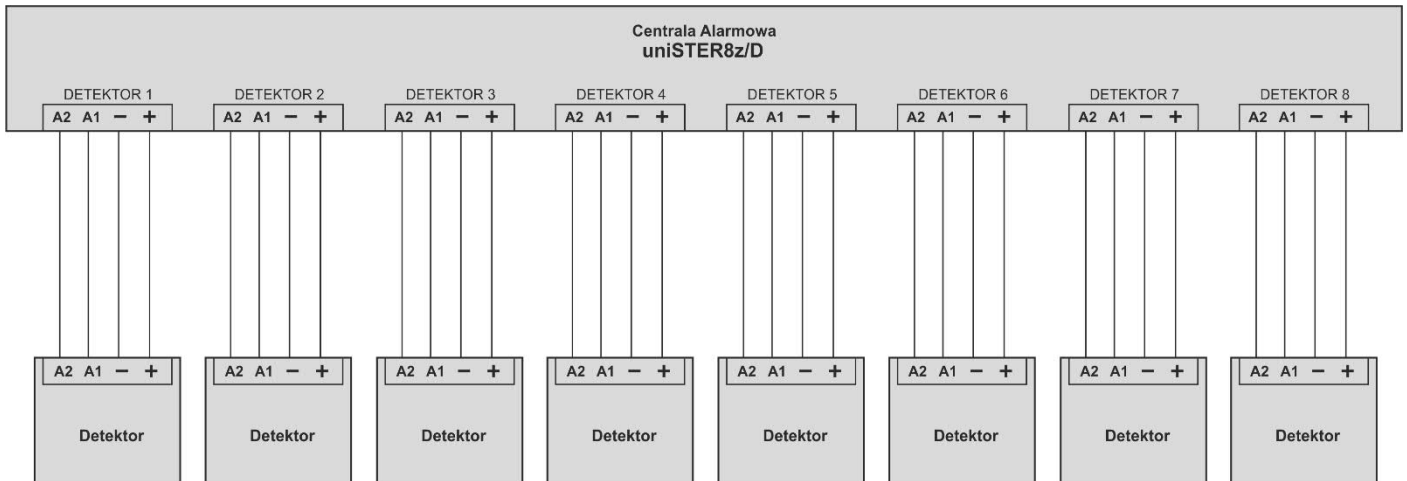 Centrala Alarmowa
uniSTER8z/D
DETEKTOR 1 DETEKTOR 2 DETEKTOR 3 DETEKTOR 4 DETEKTOR 5 DETEKTOR 6 DETEKTOR 7 DETEKTOR 8
A2 A1 − + A2 A1 − + A2 A1 − + A2 A1 − + A2 A1 − + A2 A1 − + A2 A1 − + A2 A1 − +
A2 A1 − + A2 A1 − + A2 A1 − + A2 A1 − + A2 A1 − + A2 A1 − + A2 A1 − + A2 A1 − +
Detektor Detektor Detektor Detektor Detektor Detektor Detektor Detektor